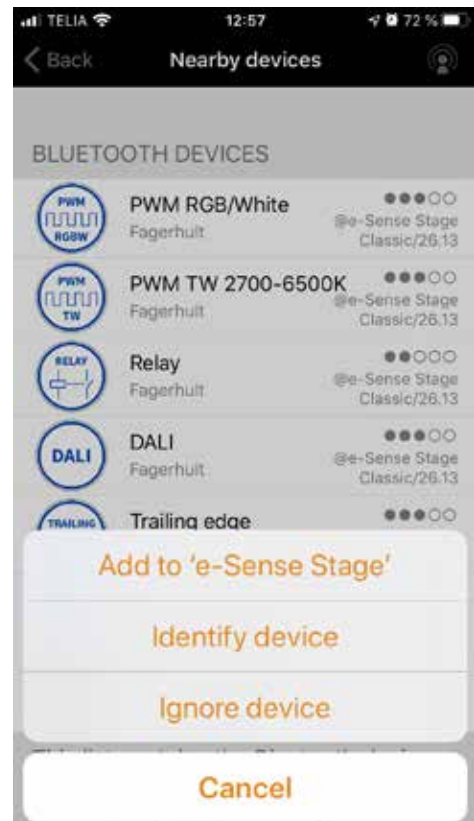 TELIA 12:57 72 %
Back Nearby devices
BLUETOOTH DEVICES
PWM
RGBW
PWM RGB/White
Fagerhult
@e-Sense Stage
Classic/26.13
PWM
TW
PWM TW 2700-6500K
Fagerhult
@e-Sense Stage
Classic/26.13
RELAY
Relay
Fagerhult
@e-Sense Stage
Classic/26.13
DALI
DALI
Fagerhult
@e-Sense Stage
Classic/26.13
TRAILING
Trailing edge
Add to ‘e-Sense Stage’
Identify device
Ignore device
Cancel